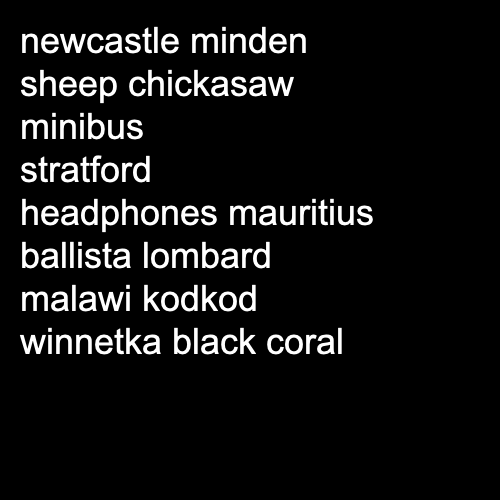 newcastle minden
sheep chickasaw
minibus
stratford
headphones mauritius
ballista lombard
malawi kodkod
winnetka black coral